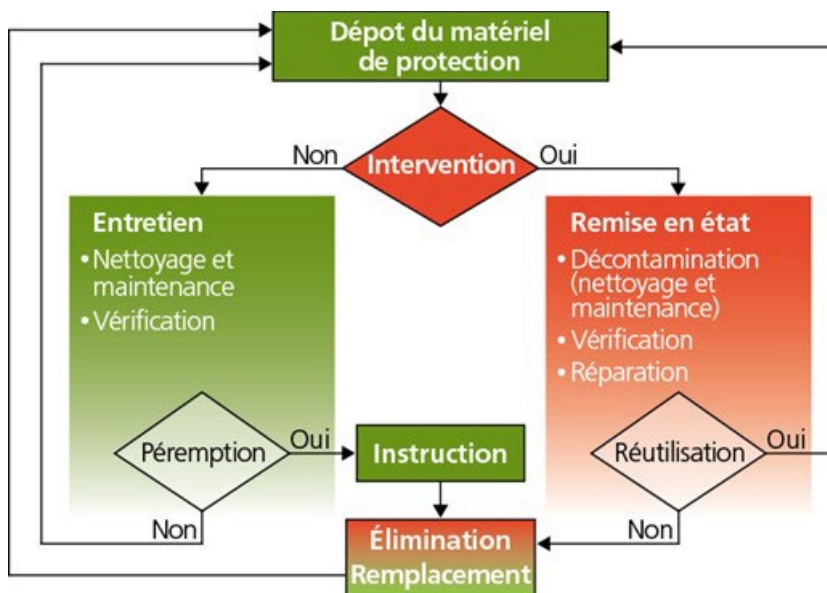 Dépot du matériel
de protection
Non
Intervention
Oui
Entretien
• Nettoyage et
maintenance
• Vérification
Remise en état
• Décontamination
(nettoyage et
maintenance)
• Vérification
• Réparation
Péremption
Oui
Instruction
Réutilisation
Oui
Non
Élimination
Remplacement
Non